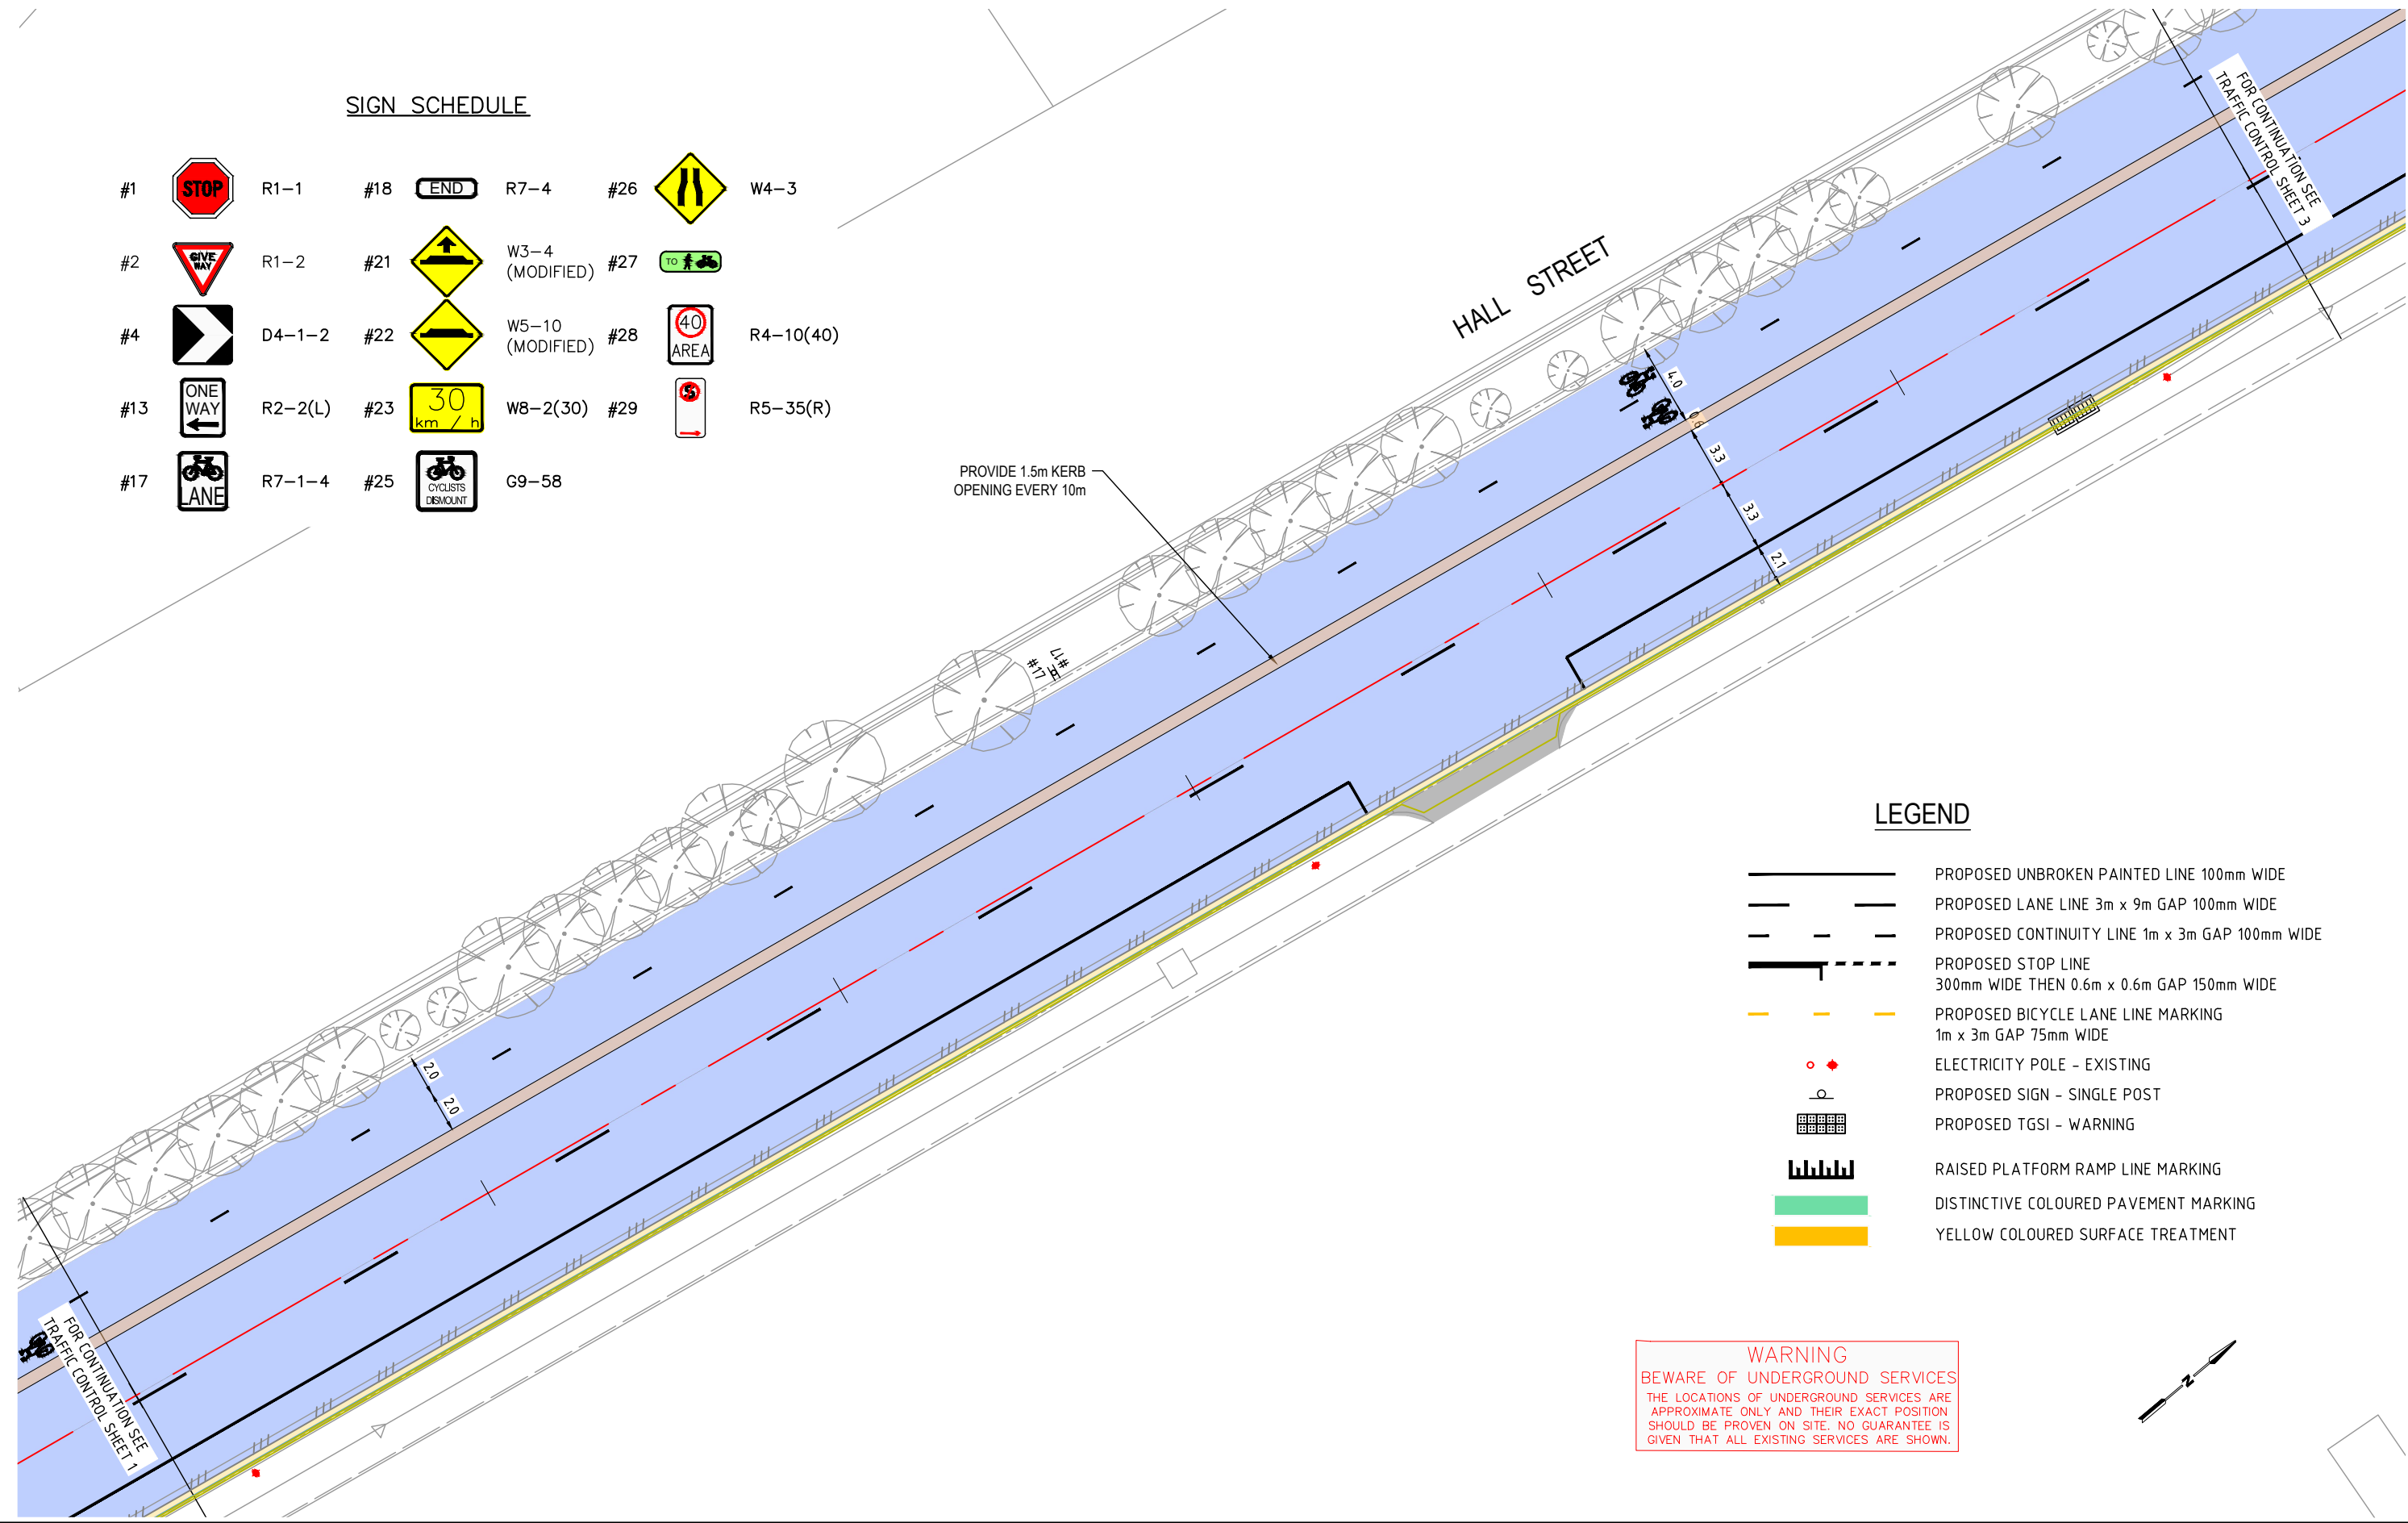 SIGN SCHEDULE
#1 STOP R1-1
#18 END R7-4
#26 W4-3
#2 GIVE WAY R1-2
#21 W3-4
(MODIFIED)
#27 TO
#4 D4-1-2
#22 W5-10
(MODIFIED)
#28 40
AREA
R4-10(40)
#13 ONE
WAY
R2-2(L)
#23 30
km / h
W8-2(30)
#29 R5-35(R)
#17 LANE R7-1-4
#25 CYCLISTS
DISMOUNT
G9-58
HALL STREET
FOR CONTINUATION SEE
TRAFFIC CONTROL SHEET 3
4.0
0.6
3.3
3.3
2.1
PROVIDE 1.5m KERB
OPENING EVERY 10m
#17
#17
2.0
2.0
FOR CONTINUATION SEE
TRAFFIC CONTROL SHEET 1
LEGEND
PROPOSED UNBROKEN PAINTED LINE 100mm WIDE
PROPOSED LANE LINE 3m x 9m GAP 100mm WIDE
PROPOSED CONTINUITY LINE 1m x 3m GAP 100mm WIDE
PROPOSED STOP LINE
300mm WIDE THEN 0.6m x 0.6m GAP 150mm WIDE
PROPOSED BICYCLE LANE LINE MARKING
1m x 3m GAP 75mm WIDE
ELECTRICITY POLE - EXISTING
PROPOSED SIGN - SINGLE POST
PROPOSED TGSI - WARNING
RAISED PLATFORM RAMP LINE MARKING
DISTINCTIVE COLOURED PAVEMENT MARKING
YELLOW COLOURED SURFACE TREATMENT
WARNING
BEWARE OF UNDERGROUND SERVICES
THE LOCATIONS OF UNDERGROUND SERVICES ARE
APPROXIMATE ONLY AND THEIR EXACT POSITION
SHOULD BE PROVEN ON SITE. NO GUARANTEE IS
GIVEN THAT ALL EXISTING SERVICES ARE SHOWN.
N